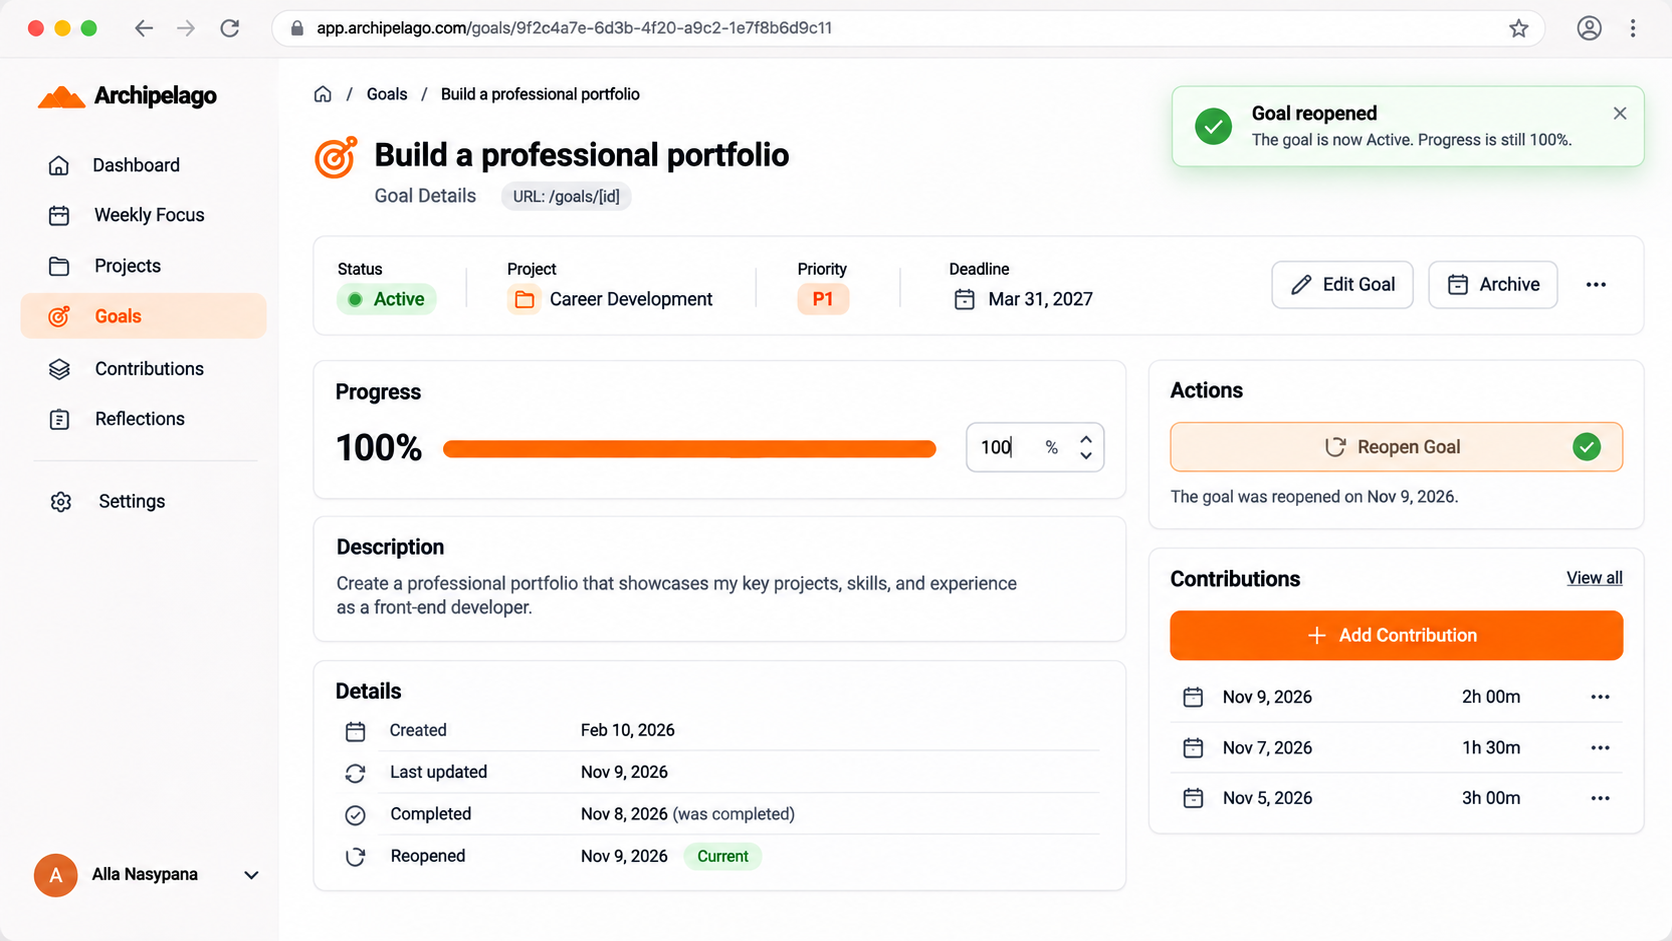 app.archipelago.com/goals/9f2c4a7e-6d3b-4f20-a9c2-1e7f8b6d9c11
Archipelago
Dashboard
Weekly Focus
Projects
Goals
Contributions
Reflections
Settings
A Alla Nasypana
/ Goals / Build a professional portfolio
Build a professional portfolio
Goal Details URL: /goals/[id]
Goal reopened
The goal is now Active. Progress is still 100%.
Status Project Priority Deadline
Active Career Development P1 Mar 31, 2027
Edit Goal Archive
Progress
100% 100 %
Description
Create a professional portfolio that showcases my key projects, skills, and experience
as a front-end developer.
Details
Created Feb 10, 2026
Last updated Nov 9, 2026
Completed Nov 8, 2026 (was completed)
Reopened Nov 9, 2026 Current
Actions
Reopen Goal
The goal was reopened on Nov 9, 2026.
Contributions View all
+ Add Contribution
Nov 9, 2026 2h 00m
Nov 7, 2026 1h 30m
Nov 5, 2026 3h 00m